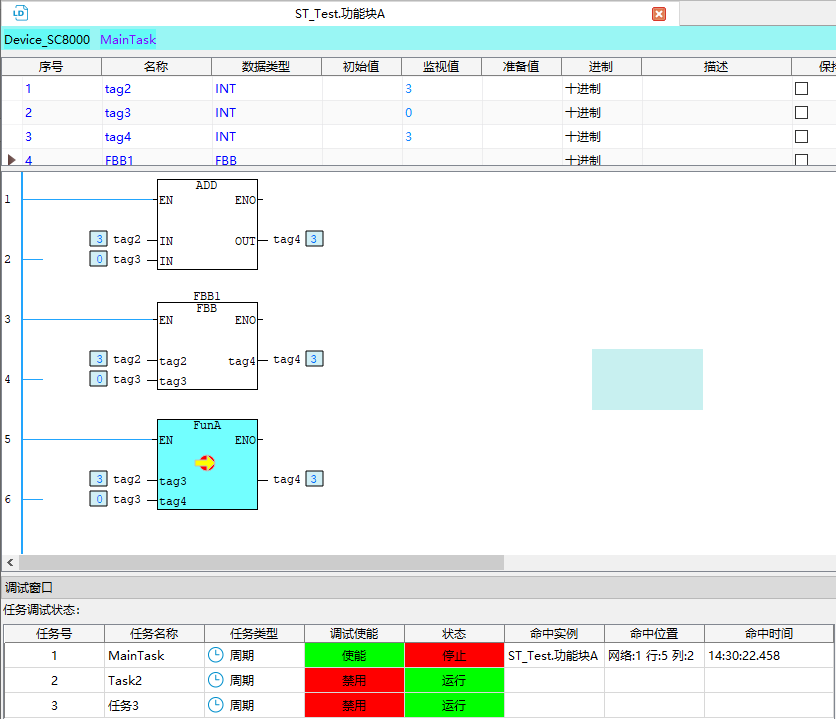 LD ST_Test.功能块A
Device_SC8000 MainTask
序号 名称 数据类型 初始值 监视值 准备值 进制 描述 保持
1 tag2 INT 3 十进制
2 tag3 INT 0 十进制
3 tag4 INT 3 十进制
4 FBB1 FBB 十进制
ADD
1 EN ENO
3 tag2 IN OUT tag4 3
2 0 tag3 IN
FBB1
FBB
3 EN ENO
3 tag2 tag2 tag4 tag4 3
4 0 tag3 tag3
FunA
5 EN ENO
3 tag2 tag3 tag4 3
6 0 tag3 tag4
调试窗口
任务调试状态:
任务号 任务名称 任务类型 调试使能 状态 命中实例 命中位置 命中时间
1 MainTask 周期 使能 停止 ST_Test.功能块A 网络:1 行:5 列:2 14:30:22.458
2 Task2 周期 禁用 运行
3 任务3 周期 禁用 运行